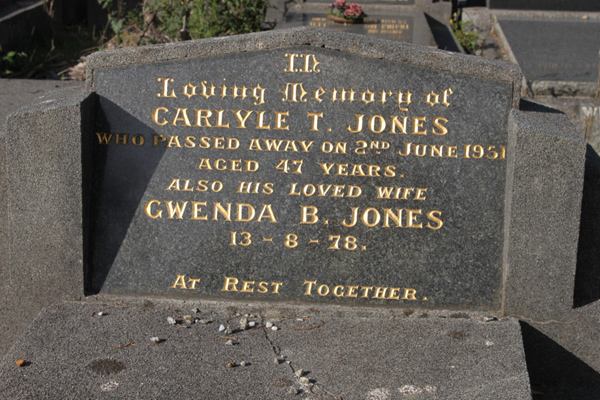 In
Loving Memory of
CARLYLE T. JONES
WHO PASSED AWAY ON 2ND JUNE 1951
AGED 47 YEARS.
ALSO HIS LOVED WIFE
GWENDA B. JONES
13 - 8 - 78.
AT REST TOGETHER.